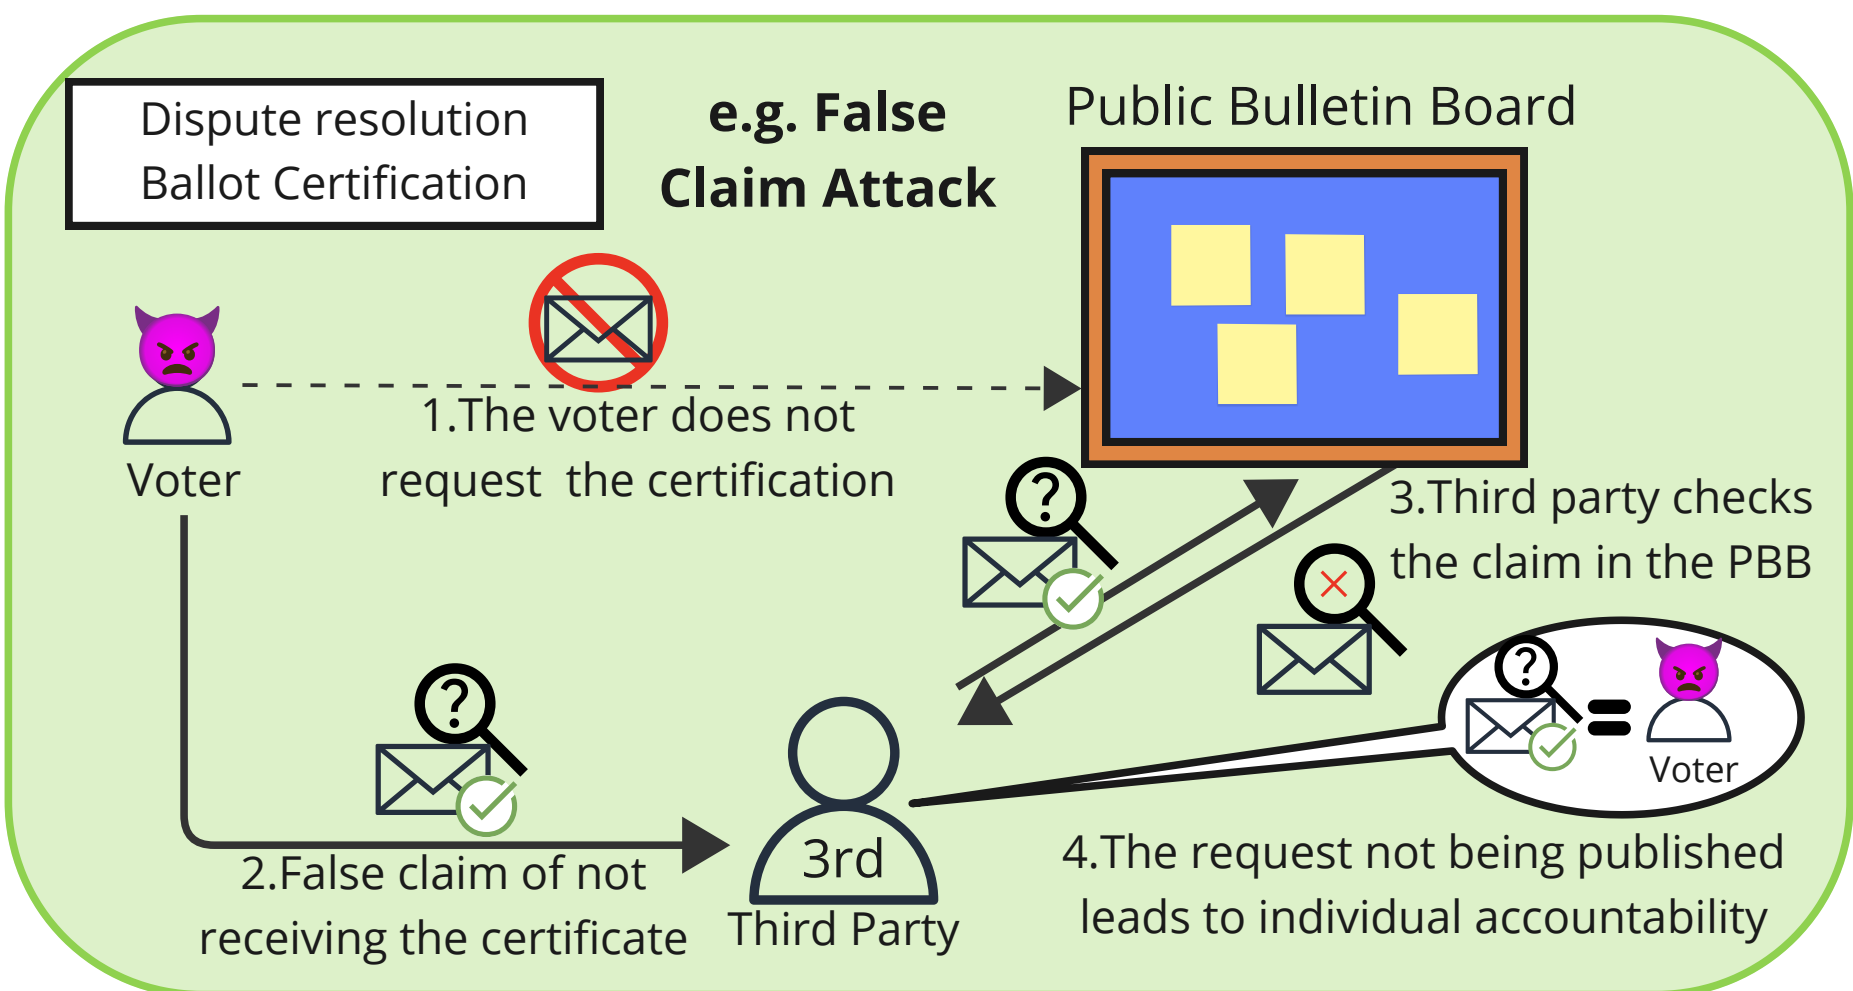 Dispute resolution
Ballot Certification
e.g. False
Claim Attack
Public Bulletin Board
1.The voter does not
request the certification
Voter
?
3.Third party checks
the claim in the PBB
?
?
Voter
2.False claim of not
receiving the certificate
3rd
Third Party
4.The request not being published
leads to individual accountability